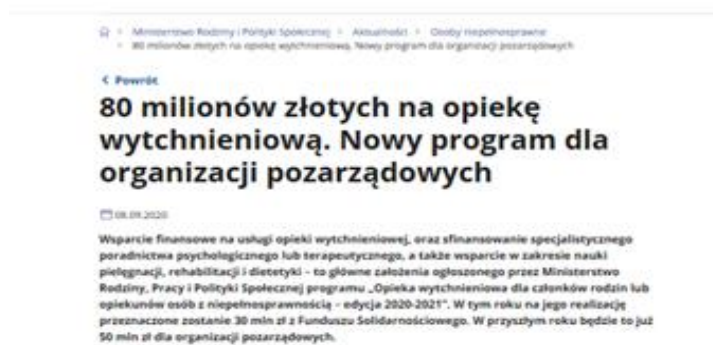 Ministerstwo Rodziny i Polityki Społecznej > Aktualności > Osoby niepełnosprawne
> 80 milionów złotych na opiekę wytchnieniową. Nowy program dla organizacji pozarządowych
< Powrót
80 milionów złotych na opiekę
wytchnieniową. Nowy program dla
organizacji pozarządowych
08.09.2020
Wsparcie finansowe na usługi opieki wytchnieniowej, oraz sfinansowanie specjalistycznego
poradnictwa psychologicznego lub terapeutycznego, a także wsparcie w zakresie nauki
pielęgnacji, rehabilitacji i dietetyki – to główne założenia ogłoszonego przez Ministerstwo
Rodziny, Pracy i Polityki Społecznej programu „Opieka wytchnieniowa dla członków rodzin lub
opiekunów osób z niepełnosprawnością – edycja 2020-2021". W tym roku na jego realizację
przeznaczone zostanie 30 mln zł z Funduszu Solidarnościowego. W przyszłym roku będzie to już
50 mln zł dla organizacji pozarządowych.